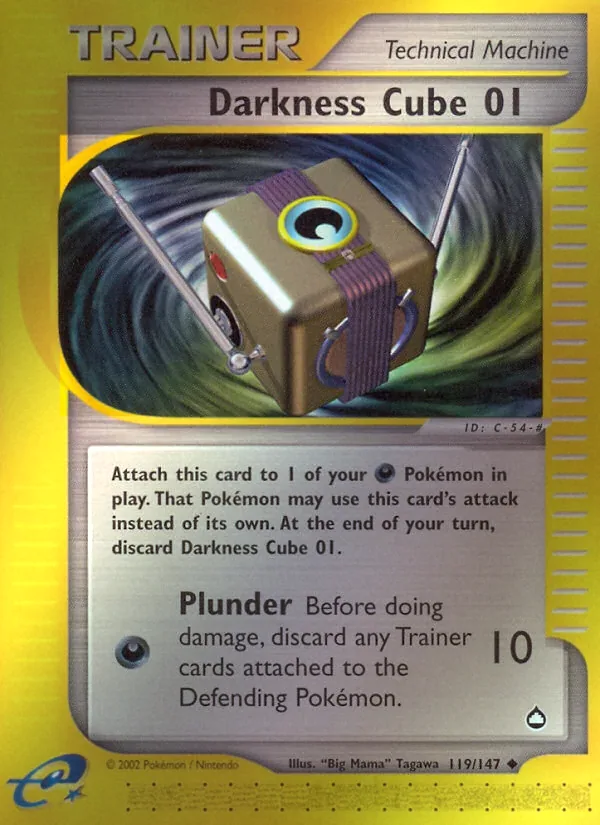 TRAINER
Technical Machine
Darkness Cube 01
ID: C-54-#
Attach this card to 1 of your Pokémon in
play. That Pokémon may use this card's attack
instead of its own. At the end of your turn,
discard Darkness Cube 01.
Plunder Before doing
damage, discard any Trainer
cards attached to the
Defending Pokémon.
10
© 2002 Pokémon / Nintendo
Illus. "Big Mama" Tagawa 119/147 ◆
e